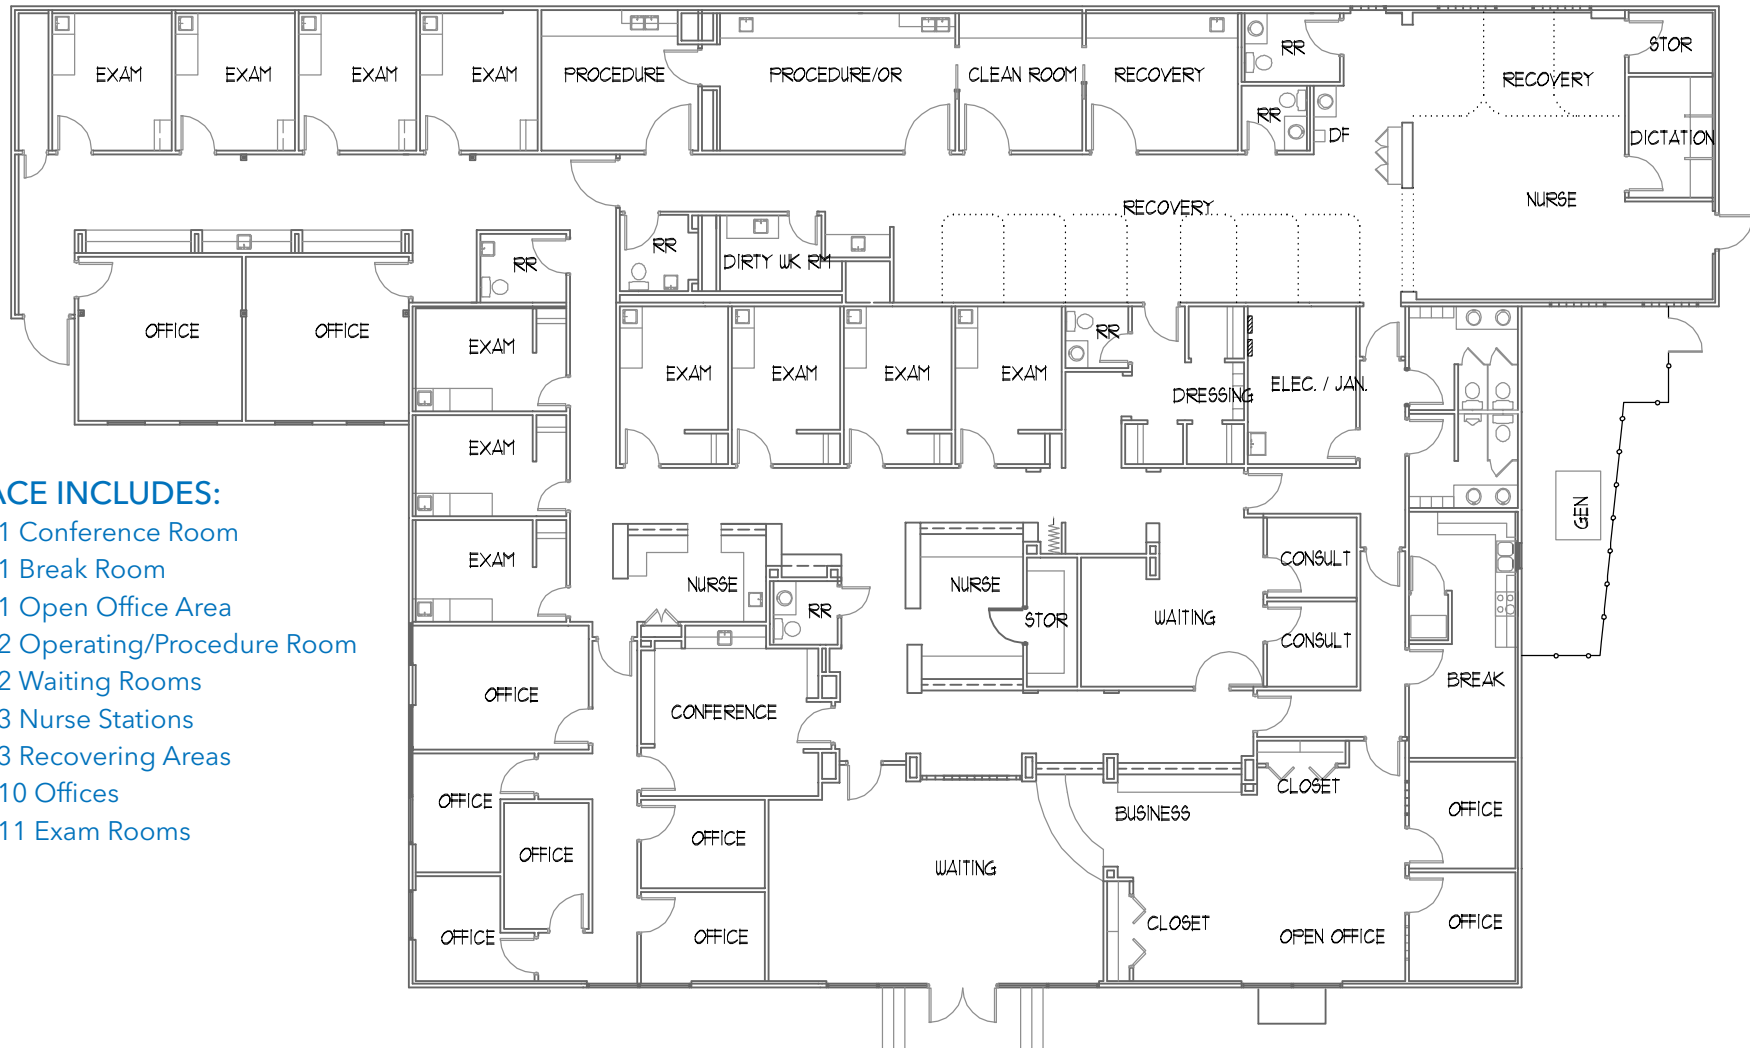 EXAM
EXAM
EXAM
EXAM
PROCEDURE
PROCEDURE/OR
CLEAN ROOM
RECOVERY
RR
RECOVERY
STOR
RR
DF
DICTATION
RECOVERY
NURSE
RR
RR
DIRTY WK RM
OFFICE
OFFICE
EXAM
EXAM
EXAM
EXAM
EXAM
RR
DRESSING
ELEC. / JAN.
EXAM
EXAM
NURSE
RR
NURSE
STOR
WAITING
CONSULT
CONSULT
GEN
BREAK
OFFICE
CONFERENCE
OFFICE
OFFICE
OFFICE
OFFICE
OFFICE
WAITING
BUSINESS
CLOSET
CLOSET
OPEN OFFICE
OFFICE
OFFICE
ACE INCLUDES:
1 Conference Room
1 Break Room
1 Open Office Area
2 Operating/Procedure Room
2 Waiting Rooms
3 Nurse Stations
3 Recovering Areas
10 Offices
11 Exam Rooms